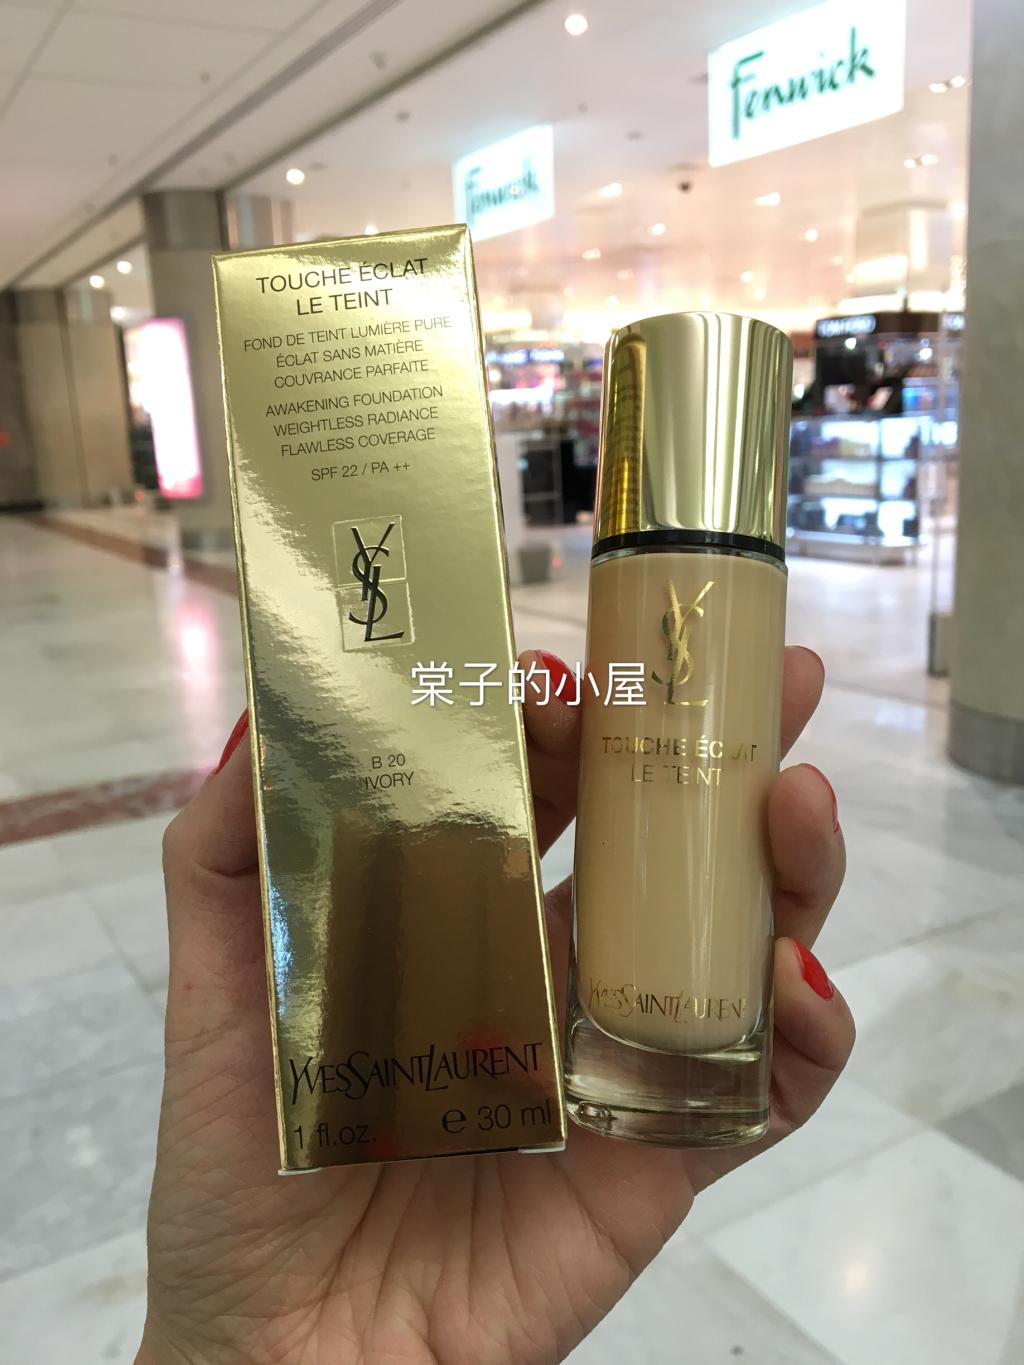 Fenwick
Fenwick
TOUCHE ÉCLAT
LE TEINT
FOND DE TEINT LUMIÈRE PURE
ÉCLAT SANS MATIÈRE
COUVRANCE PARFAITE
AWAKENING FOUNDATION
WEIGHTLESS RADIANCE
FLAWLESS COVERAGE
SPF 22 / PA ++
YSL
B 20
IVORY
YVESSAINTLAURENT
1 fl.oz. e 30 ml
棠子的小屋
YSL
TOUCHE ÉCLAT
LE TEINT
YVESSAINTLAURENT
TOM FORD